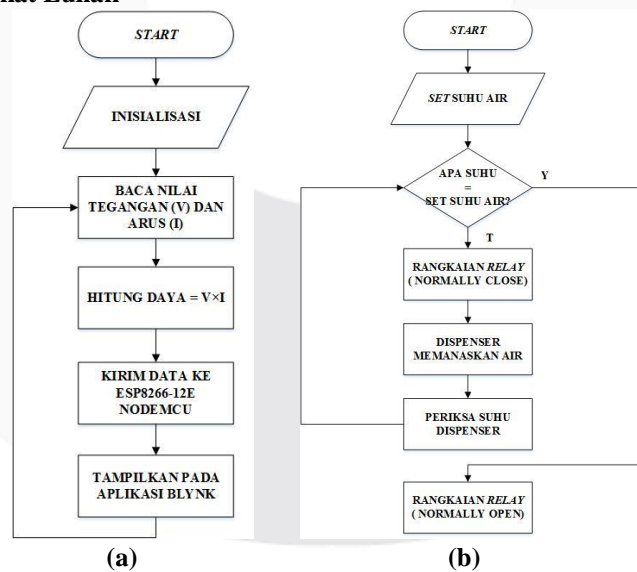 START
INISIALISASI
BACA NILAI
TEGANGAN (V) DAN
ARUS (I)
HITUNG DAYA = V×I
KIRIM DATA KE
ESP8266-12E
NODEMCU
TAMPILKAN PADA
APLIKASI BLYNK
(a)
START
SET SUHU AIR
APA SUHU
=
SET SUHU AIR?
Y
T
RANGKAIAN RELAY
( NORMALLY CLOSE)
DISPENSER
MEMANASKAN AIR
PERIKSA SUHU
DISPENSER
RANGKAIAN RELAY
( NORMALLY OPEN)
(b)